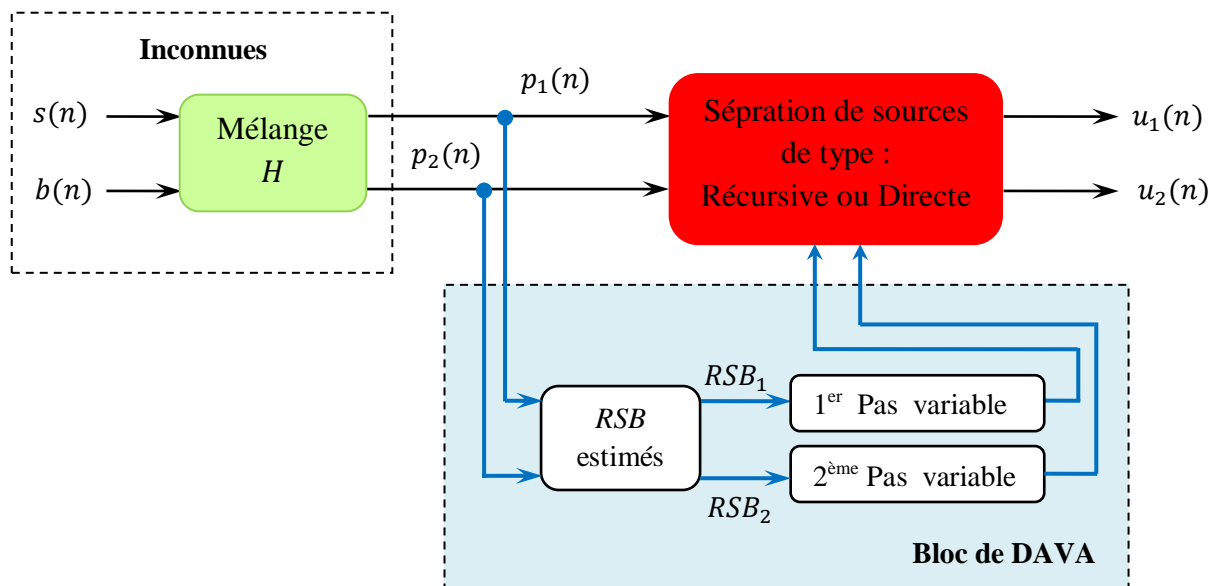 Inconnues
s(n)
b(n)
Mélange
H
p₁(n)
p₂(n)
Sépration de sources
de type :
Récursive ou Directe
u₁(n)
u₂(n)
RSB
estimés
RSB₁
RSB₂
1er Pas variable
2ème Pas variable
Bloc de DAVA